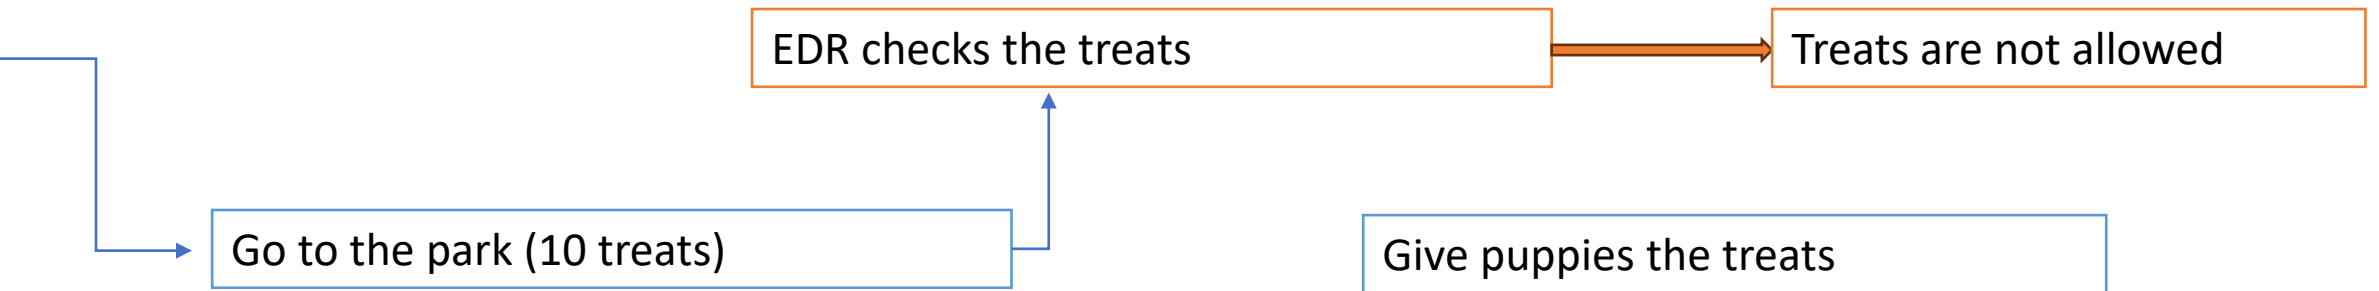 EDR checks the treats
Treats are not allowed
Go to the park (10 treats)
Give puppies the treats